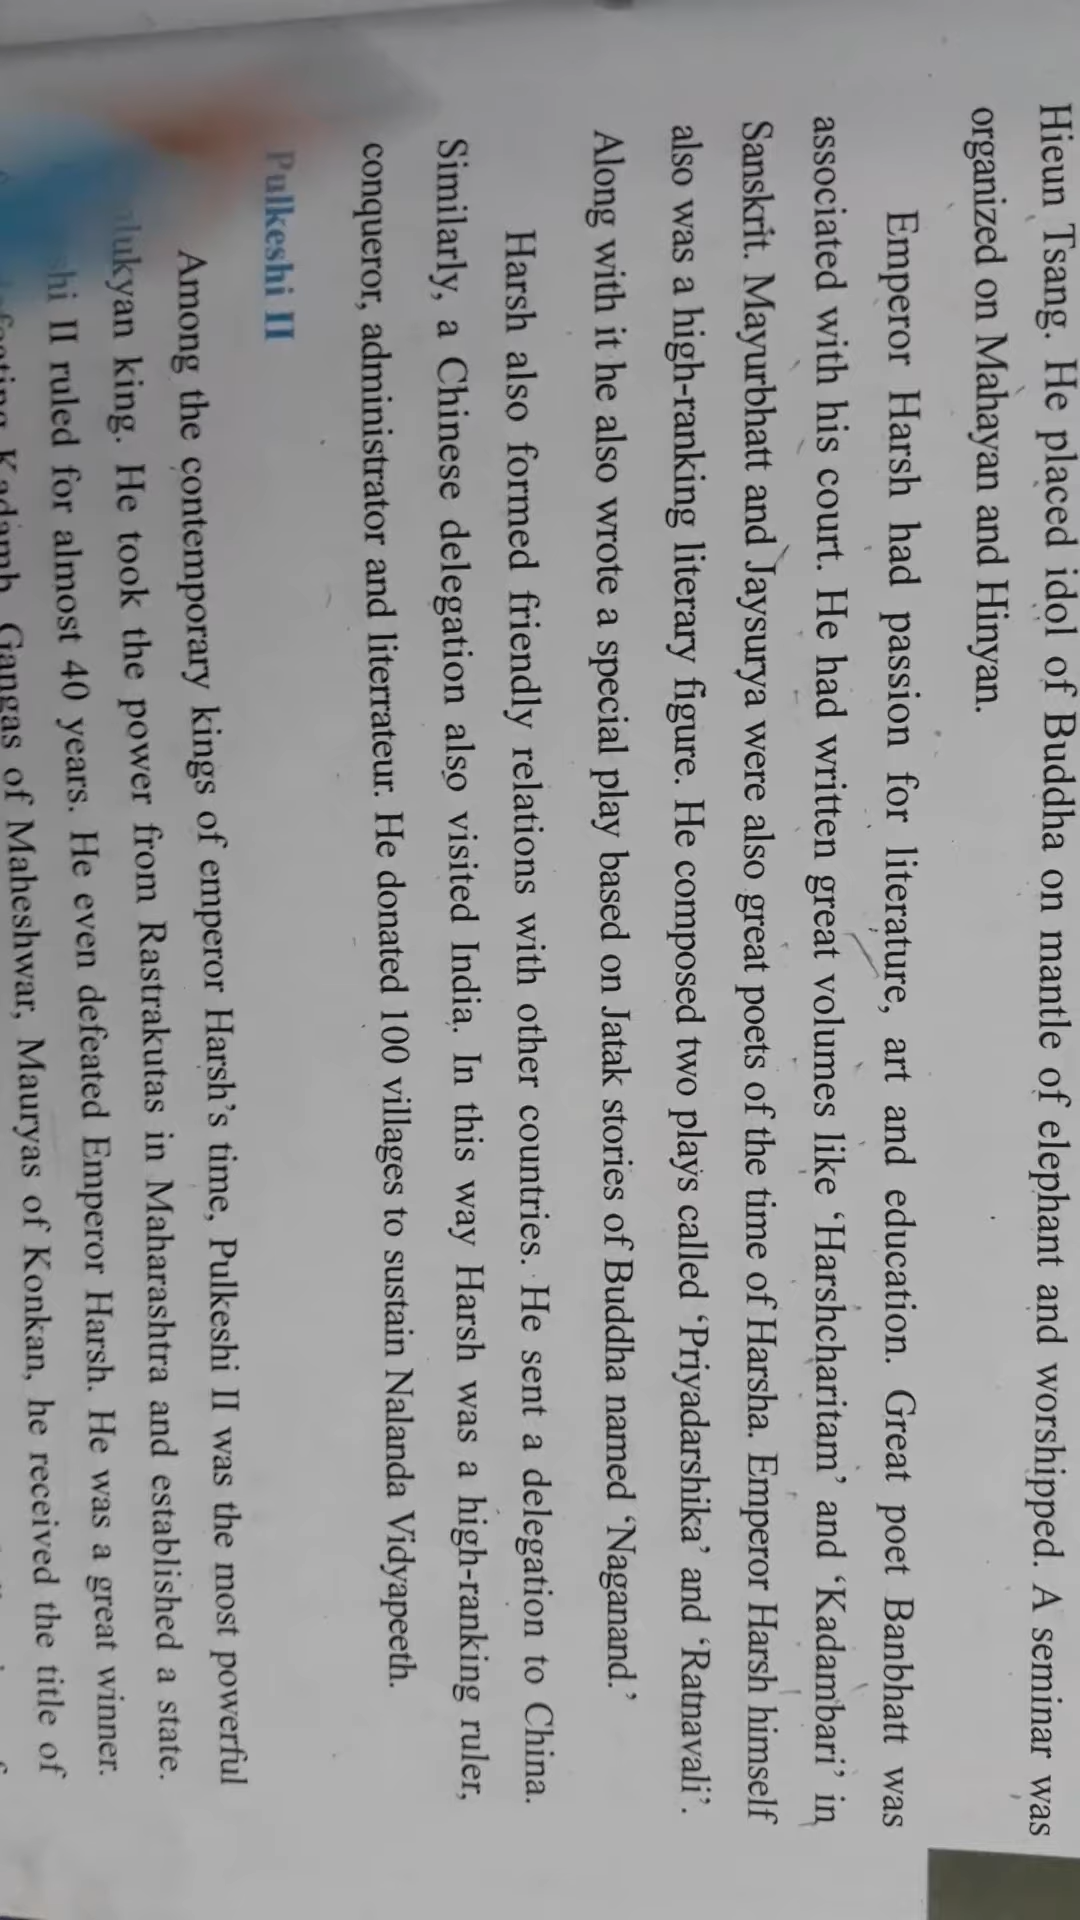 Hieun Tsang. He placed idol of Buddha on mantle of elephant and worshipped. A seminar was
organized on Mahayan and Hinyan.
Emperor Harsh had passion for literature, art and education. Great poet Banbhatt was
associated with his court. He had written great volumes like ‘Harshcharitam’ and ‘Kadambari’ in
Sanskrit. Mayurbhatt and Jaysurya were also great poets of the time of Harsha. Emperor Harsh himself
also was a high-ranking literary figure. He composed two plays called ‘Priyadarshika’ and ‘Ratnavali’.
Along with it he also wrote a special play based on Jatak stories of Buddha named ‘Naganand.’
Harsh also formed friendly relations with other countries. He sent a delegation to China.
Similarly, a Chinese delegation also visited India. In this way Harsh was a high-ranking ruler,
conqueror, administrator and literrateur. He donated 100 villages to sustain Nalanda Vidyapeeth.
Pulkeshi II
Among the contemporary kings of emperor Harsh’s time, Pulkeshi II was the most powerful
lukyan king. He took the power from Rastrakutas in Maharashtra and established a state.
hi II ruled for almost 40 years. He even defeated Emperor Harsh. He was a great winner.
Kadamb, Gangas of Maheshwar, Mauryas of Konkan, he received the title of